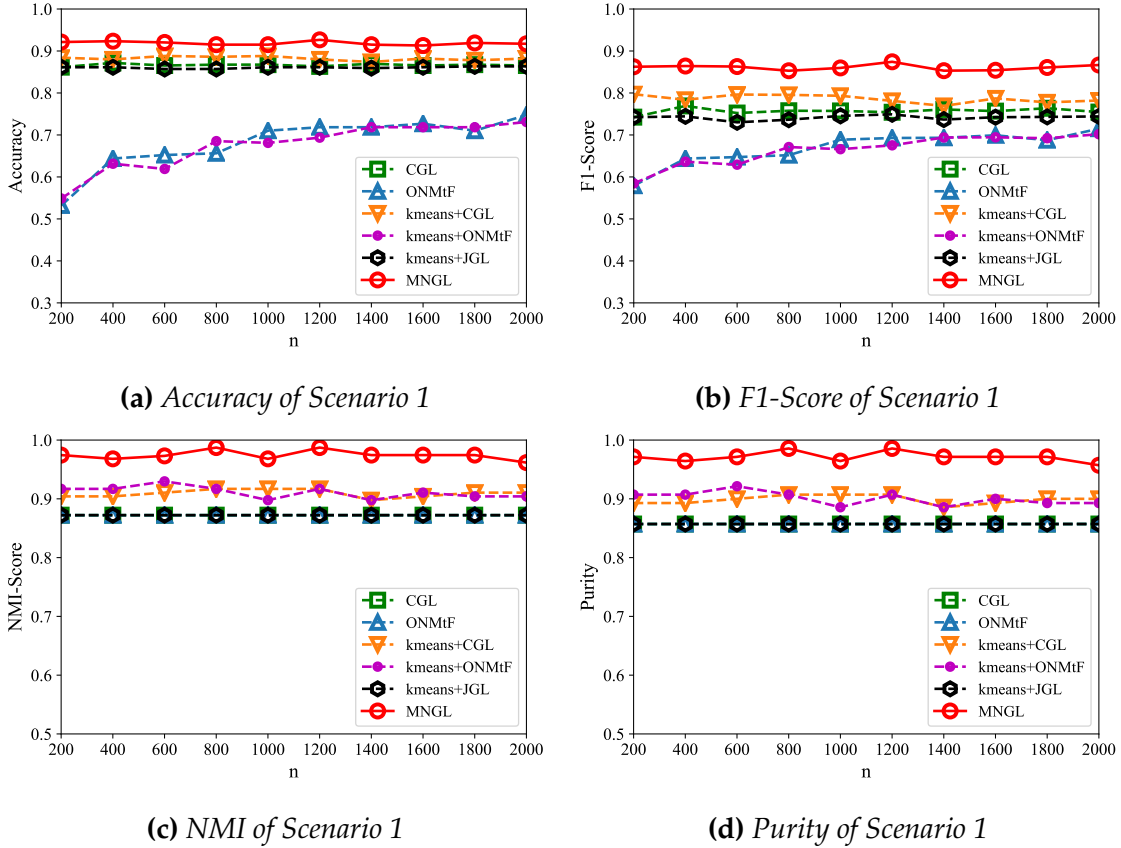 1.0
0.9
0.8
0.7
0.6
0.5
0.4
0.3
Accuracy
CGL
ONMtF
kmeans+CGL
kmeans+ONMtF
kmeans+JGL
MNGL
200 400 600 800 1000 1200 1400 1600 1800 2000
n
(a) Accuracy of Scenario 1
1.0
0.9
0.8
0.7
0.6
0.5
0.4
0.3
F1-Score
CGL
ONMtF
kmeans+CGL
kmeans+ONMtF
kmeans+JGL
MNGL
200 400 600 800 1000 1200 1400 1600 1800 2000
n
(b) F1-Score of Scenario 1
1.0
0.9
0.8
0.7
0.6
0.5
NMI-Score
CGL
ONMtF
kmeans+CGL
kmeans+ONMtF
kmeans+JGL
MNGL
200 400 600 800 1000 1200 1400 1600 1800 2000
n
(c) NMI of Scenario 1
1.0
0.9
0.8
0.7
0.6
0.5
Purity
CGL
ONMtF
kmeans+CGL
kmeans+ONMtF
kmeans+JGL
MNGL
200 400 600 800 1000 1200 1400 1600 1800 2000
n
(d) Purity of Scenario 1